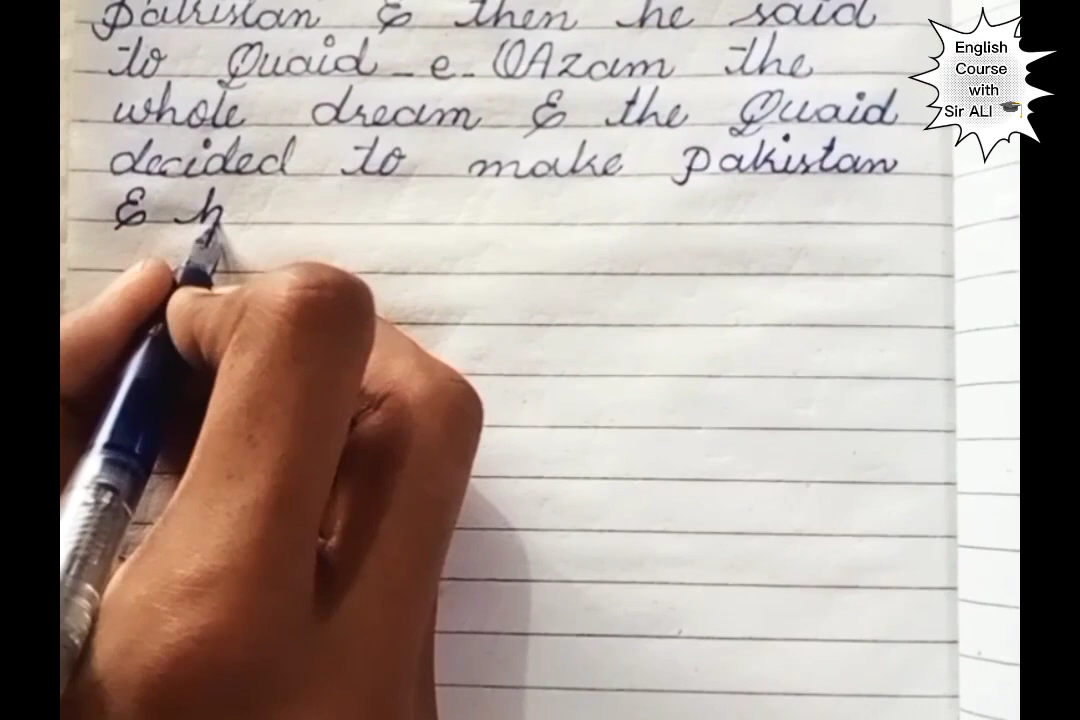 Pakistan & then he said
to Quaid-e-QAzam the
whole dream & the Quaid
decided to make Pakistan
& h
English
Course
with
Sir ALI